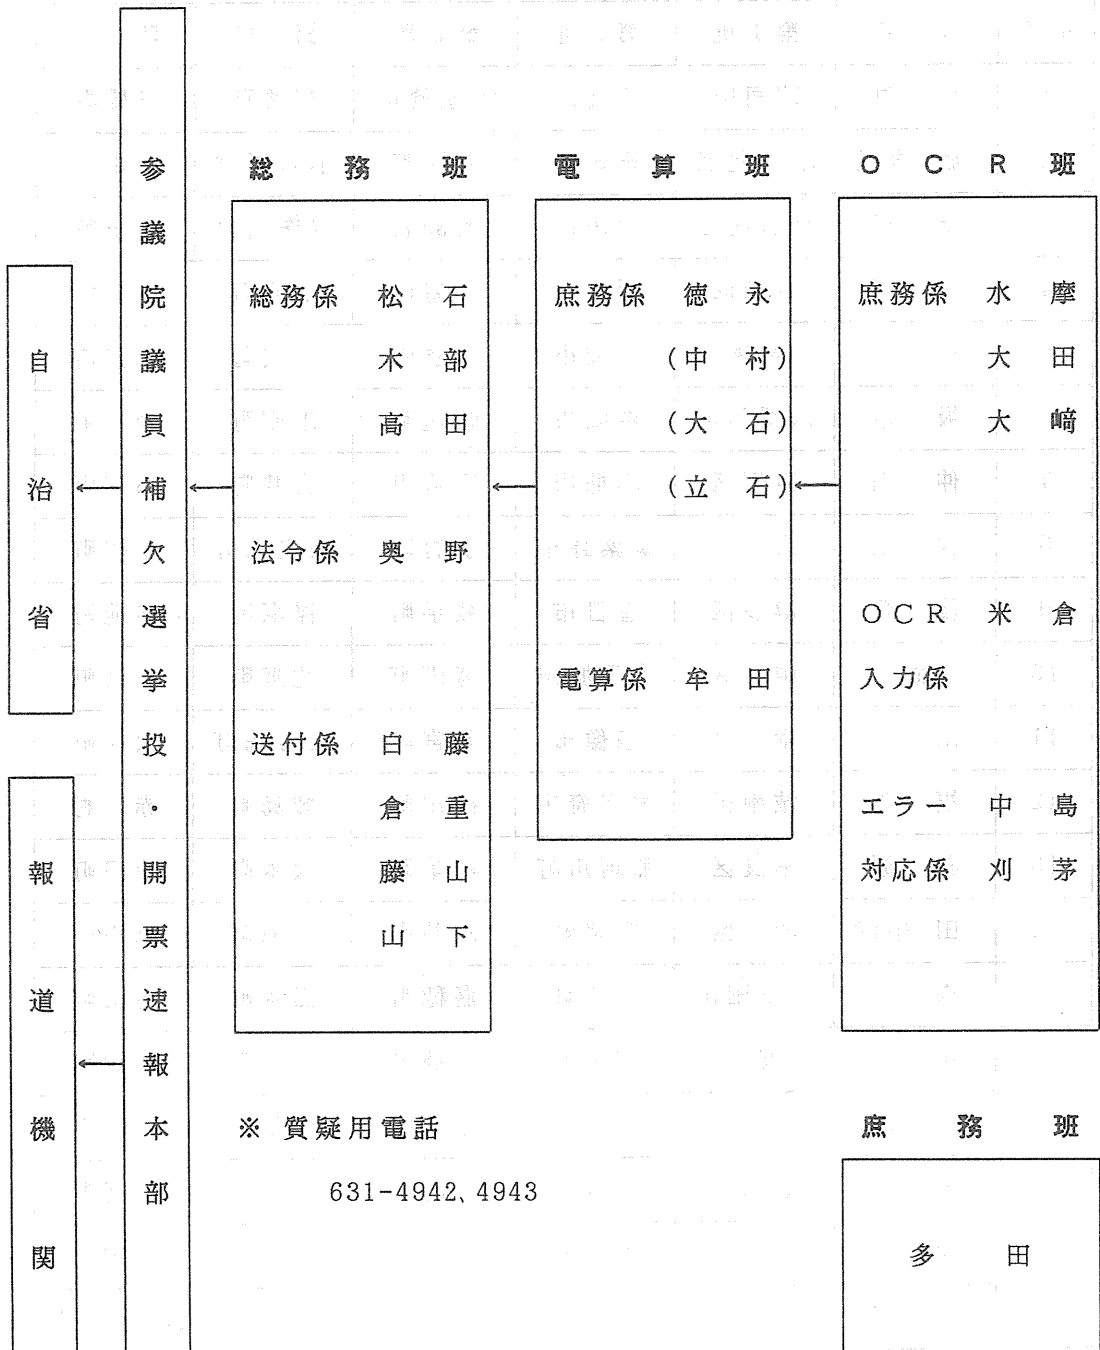 自治省
報道機関
参議院議員補欠選挙投・開票速報本部
総務班
総務係 松石
木部
高田
法令係 奥野
送付係 白藤
倉重
藤山
山下
電算班
庶務係 徳永
(中村)
(大石)
(立石)
電算係 牟田
OCR班
庶務係 水摩
大田
大﨑
OCR 米倉
入力係
エラー 中島
対応係 刈茅
※ 質疑用電話
631-4942、4943
庶務班
多田